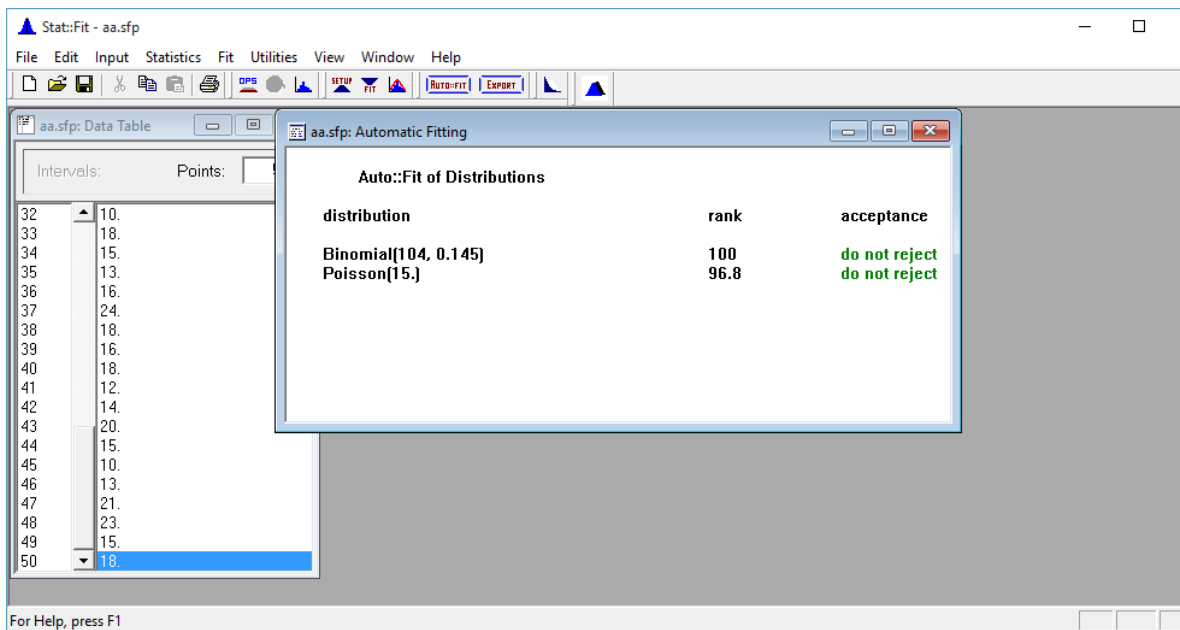 Stat::Fit - aa.sfp
File Edit Input Statistics Fit Utilities View Window Help
DPS SETUP FIT AUTO::FIT EXPORT
aa.sfp: Data Table
Intervals: Points:
32 10.
33 18.
34 15.
35 13.
36 16.
37 24.
38 18.
39 16.
40 18.
41 12.
42 14.
43 20.
44 15.
45 10.
46 13.
47 21.
48 23.
49 15.
50 18.
aa.sfp: Automatic Fitting
Auto::Fit of Distributions
distribution rank acceptance
Binomial(104, 0.145) 100 do not reject
Poisson(15.) 96.8 do not reject
For Help, press F1